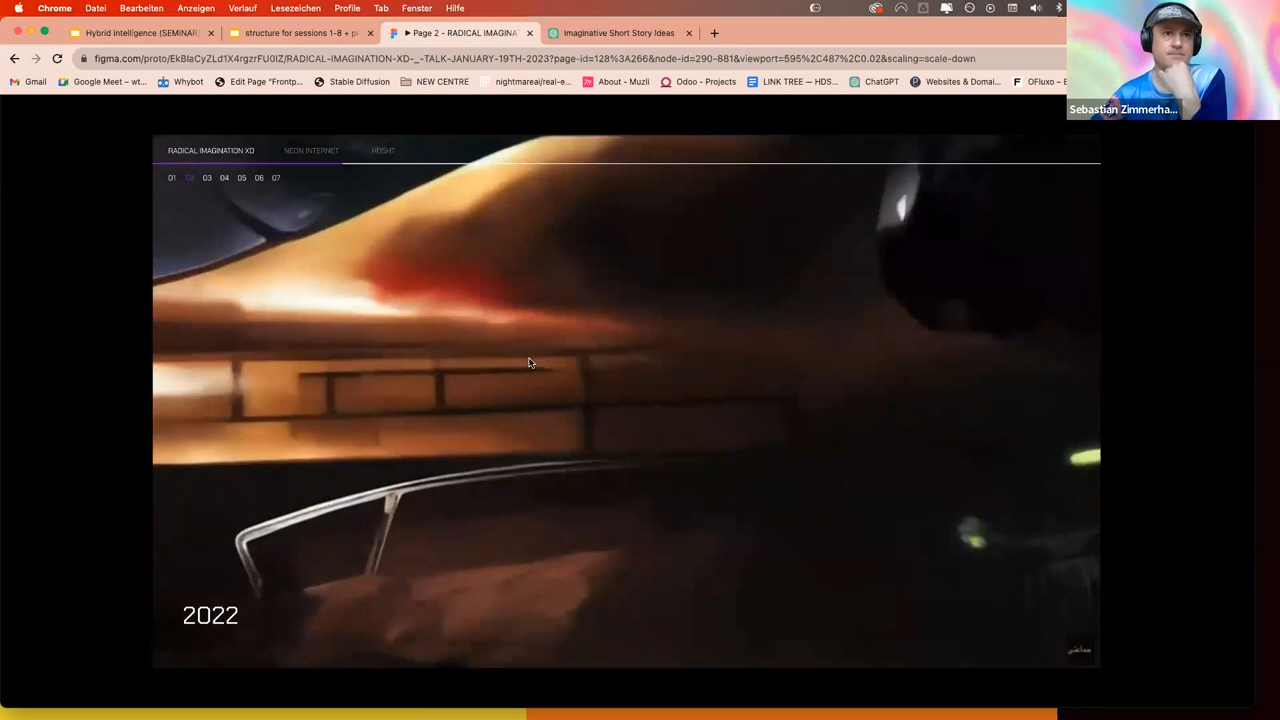 Chrome Datei Bearbeiten Anzeigen Verlauf Lesezeichen Profile Tab Fenster Hilfe
Hybrid intelligence (SEMINAR)
structure for sessions 1-8 + pr
Page 2 - RADICAL IMAGINA
Imaginative Short Story Ideas
figma.com/proto/EkBlaCyZLd1X4rgzrFU0IZ/RADICAL-IMAGINATION-XD-_-TALK-JANUARY-19TH-2023?page-id=128%3A266&node-id=290-881&viewport=595%2C487%2C0.02&scaling=scale-down
Gmail Google Meet – wt... Whybot Edit Page "Frontp... Stable Diffusion NEW CENTRE nightmareai/real-e... About - Muzli Odoo - Projects LINK TREE — HDS... ChatGPT Websites & Domai... OFluxo – L
Sebastian Zimmerha...
RADICAL IMAGINATION XD NEON INTERNET HEIGHT
01 02 03 04 05 06 07
2022